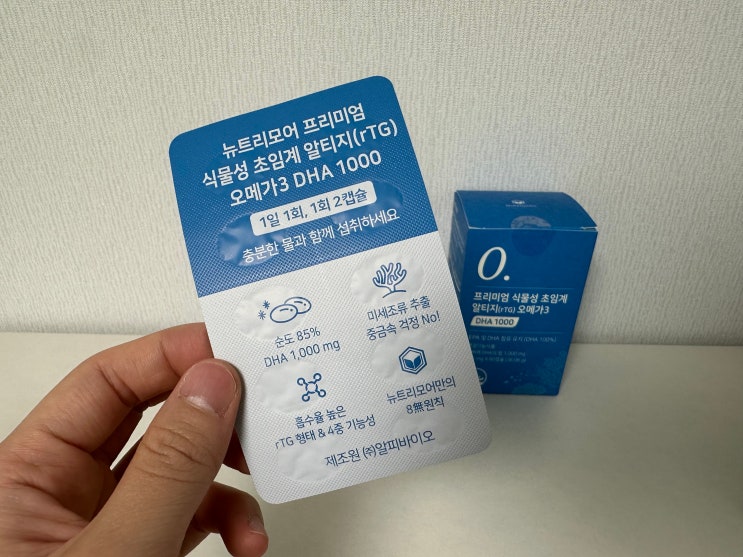 뉴트리모어 프리미엄
식물성 초임계 알티지(rTG)
오메가3 DHA 1000
1일 1회, 1회 2캡슐
충분한 물과 함께 섭취하세요
순도 85%
DHA 1,000 mg
미세조류 추출
중금속 걱정 No!
흡수율 높은
rTG 형태 & 4중 기능성
뉴트리모어만의
8無원칙
제조원 ㈜알피바이오
O.
프리미엄 식물성 초임계
알티지(rTG) 오메가3
DHA 1000